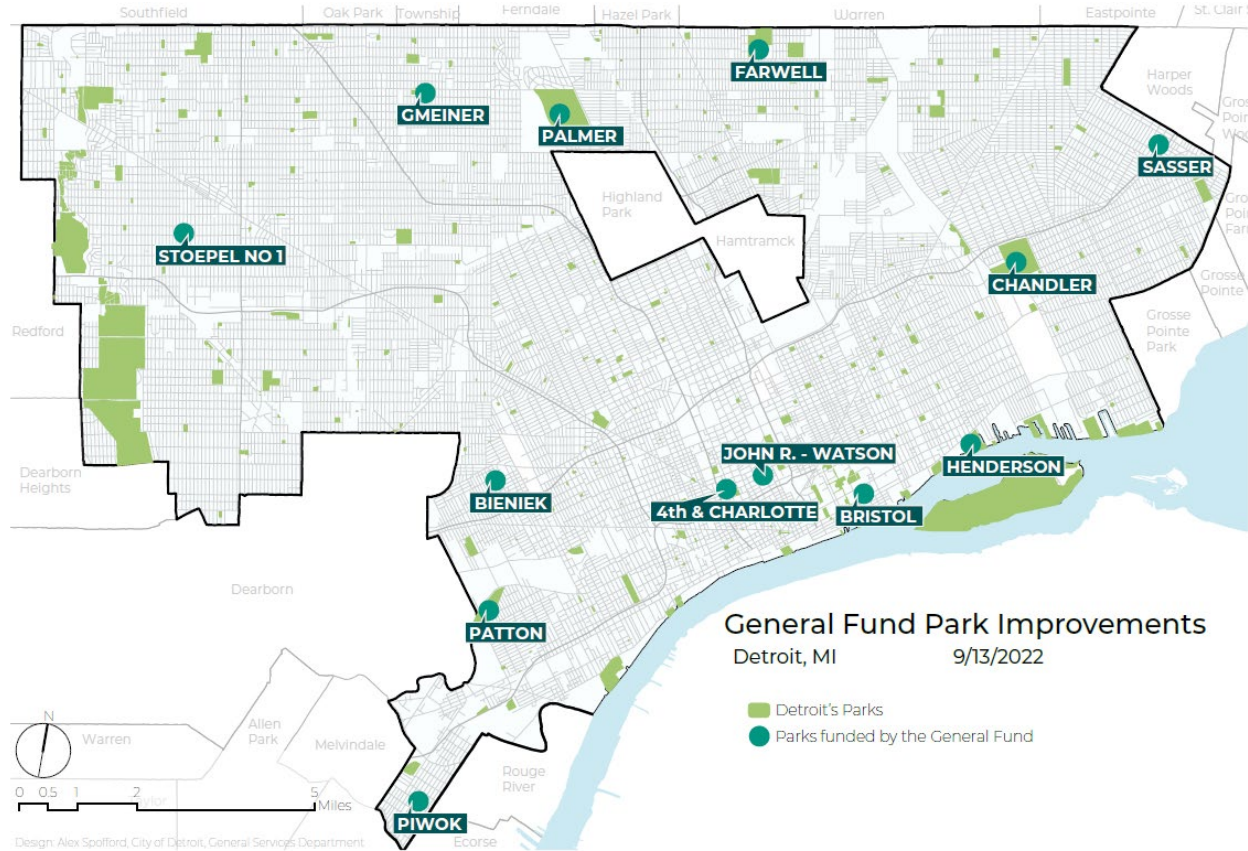 Southfield
Oak Park
Township
Ferndale
Hazel Park
Warren
Eastpointe
St. Clair
FARWELL
GMEINER
PALMER
Harper
Woods
SASSER
Highland
Park
Hamtramck
STOEPEL NO 1
CHANDLER
Grosse
Pointe
Redford
Grosse
Pointe
Park
Dearborn
Heights
JOHN R. - WATSON
HENDERSON
BIENIEK
4th & CHARLOTTE
BRISTOL
Dearborn
PATTON
General Fund Park Improvements
Detroit, MI 9/13/2022
Detroit's Parks
Parks funded by the General Fund
N
Warren
Allen
Park
Melvindale
Rouge
River
0 0.5 1 2 5
Miles
PIWOK
Ecorse
Design: Alex Spofford, City of Detroit, General Services Department